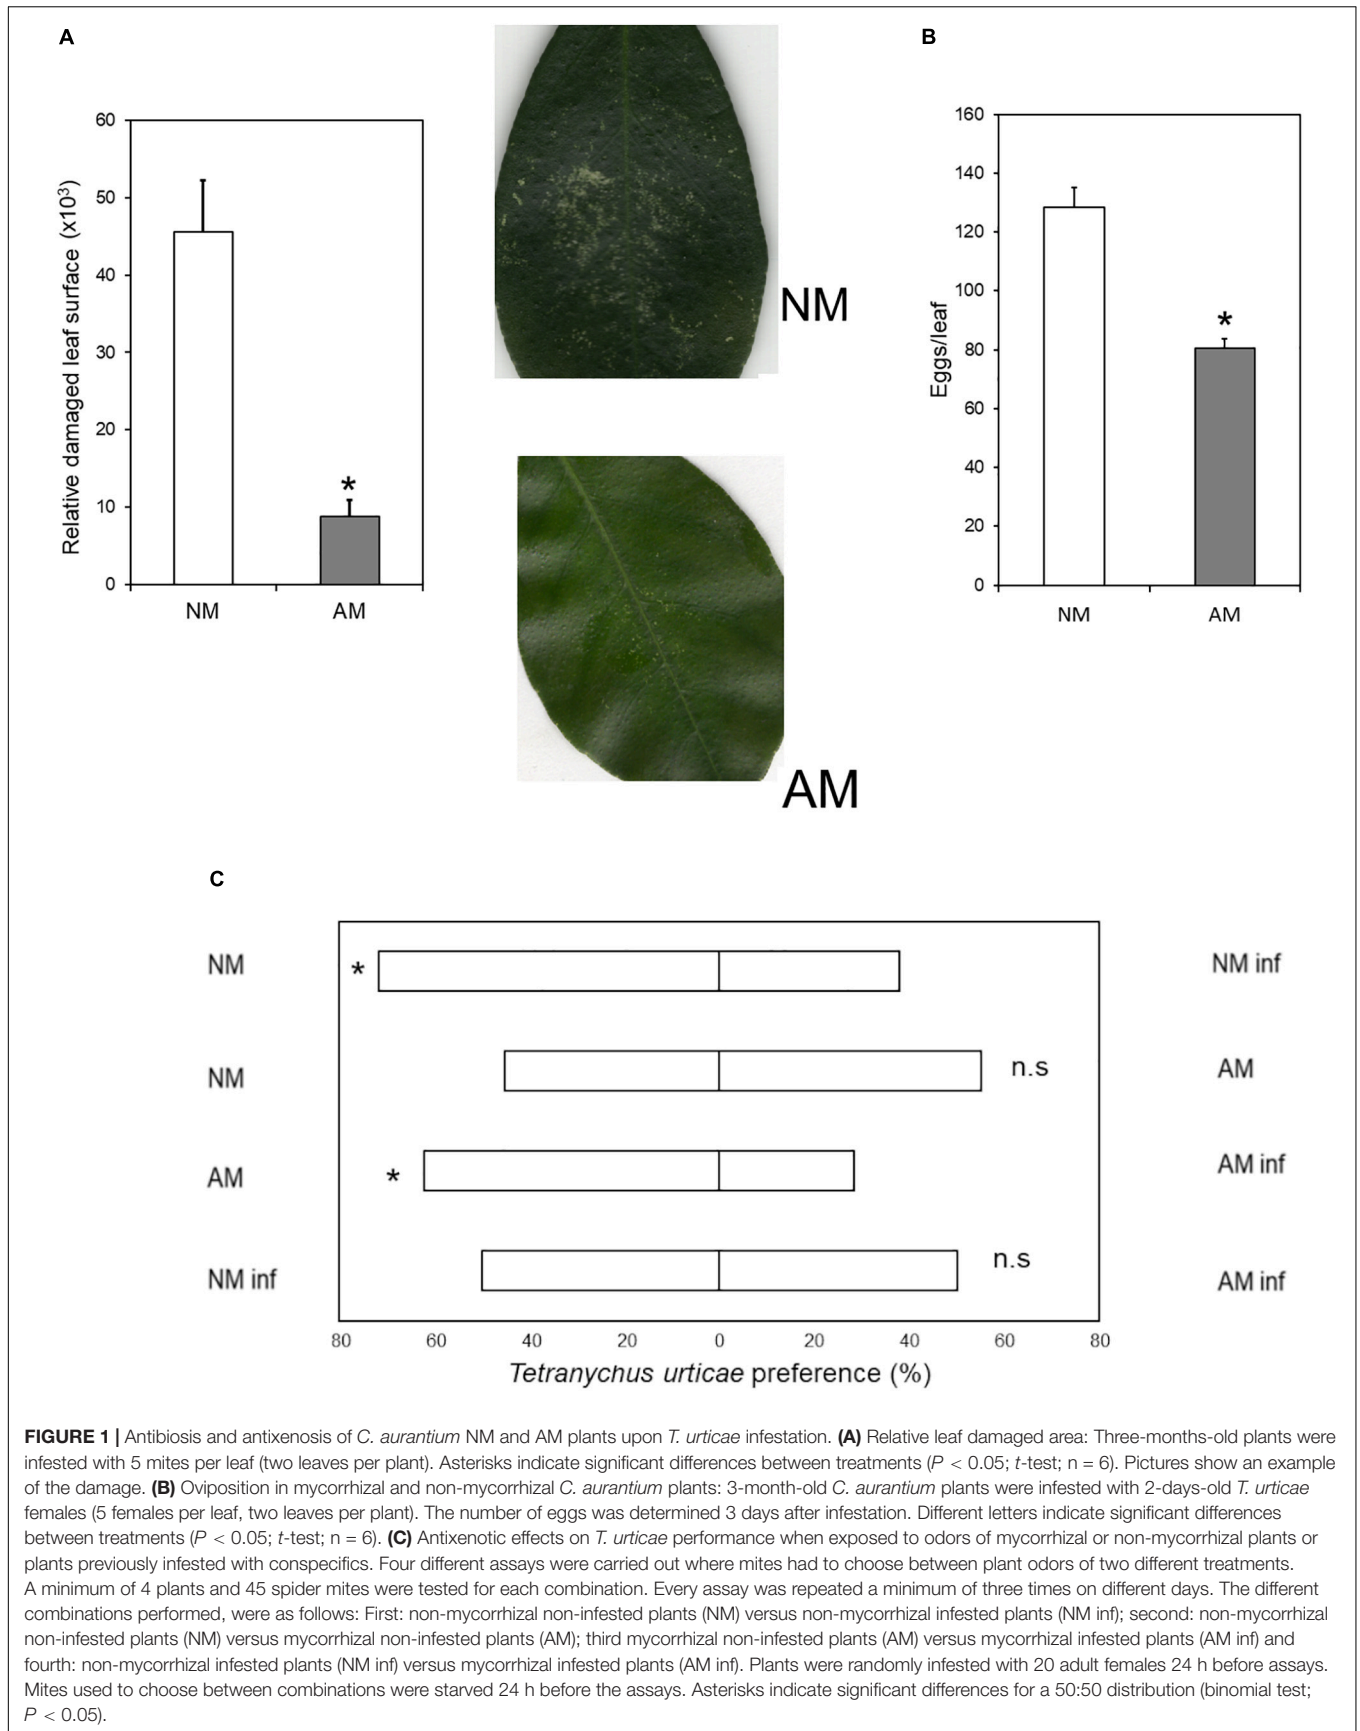 A
B
60
50
40
30
20
10
0
Relative damaged leaf surface (x10³)
NM
AM
*
NM
AM
160
140
120
100
80
60
40
20
0
Eggs/leaf
NM
AM
*
C
NM * NM inf
NM n.s AM
AM * AM inf
NM inf n.s AM inf
80 60 40 20 0 20 40 60 80
Tetranychus urticae preference (%)
FIGURE 1 | Antibiosis and antixenosis of C. aurantium NM and AM plants upon T. urticae infestation. (A) Relative leaf damaged area: Three-months-old plants were
infested with 5 mites per leaf (two leaves per plant). Asterisks indicate significant differences between treatments (P < 0.05; t-test; n = 6). Pictures show an example
of the damage. (B) Oviposition in mycorrhizal and non-mycorrhizal C. aurantium plants: 3-month-old C. aurantium plants were infested with 2-days-old T. urticae
females (5 females per leaf, two leaves per plant). The number of eggs was determined 3 days after infestation. Different letters indicate significant differences
between treatments (P < 0.05; t-test; n = 6). (C) Antixenotic effects on T. urticae performance when exposed to odors of mycorrhizal or non-mycorrhizal plants or
plants previously infested with conspecifics. Four different assays were carried out where mites had to choose between plant odors of two different treatments.
A minimum of 4 plants and 45 spider mites were tested for each combination. Every assay was repeated a minimum of three times on different days. The different
combinations performed, were as follows: First: non-mycorrhizal non-infested plants (NM) versus non-mycorrhizal infested plants (NM inf); second: non-mycorrhizal
non-infested plants (NM) versus mycorrhizal non-infested plants (AM); third mycorrhizal non-infested plants (AM) versus mycorrhizal infested plants (AM inf) and
fourth: non-mycorrhizal infested plants (NM inf) versus mycorrhizal infested plants (AM inf). Plants were randomly infested with 20 adult females 24 h before assays.
Mites used to choose between combinations were starved 24 h before the assays. Asterisks indicate significant differences for a 50:50 distribution (binomial test;
P < 0.05).